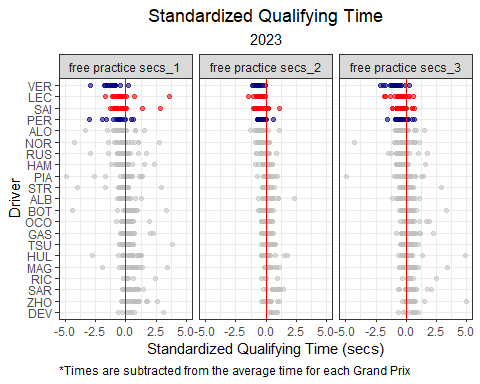 Standardized Qualifying Time
2023
free practice secs_1 free practice secs_2 free practice secs_3
Driver
VER
LEC
SAI
PER
ALO
NOR
RUS
HAM
PIA
STR
ALB
BOT
OCO
GAS
TSU
HUL
MAG
RIC
SAR
ZHO
DEV
-5.0 -2.5 0.0 2.5 5.0 -5.0 -2.5 0.0 2.5 5.0 -5.0 -2.5 0.0 2.5 5.0
Standardized Qualifying Time (secs)
*Times are subtracted from the average time for each Grand Prix